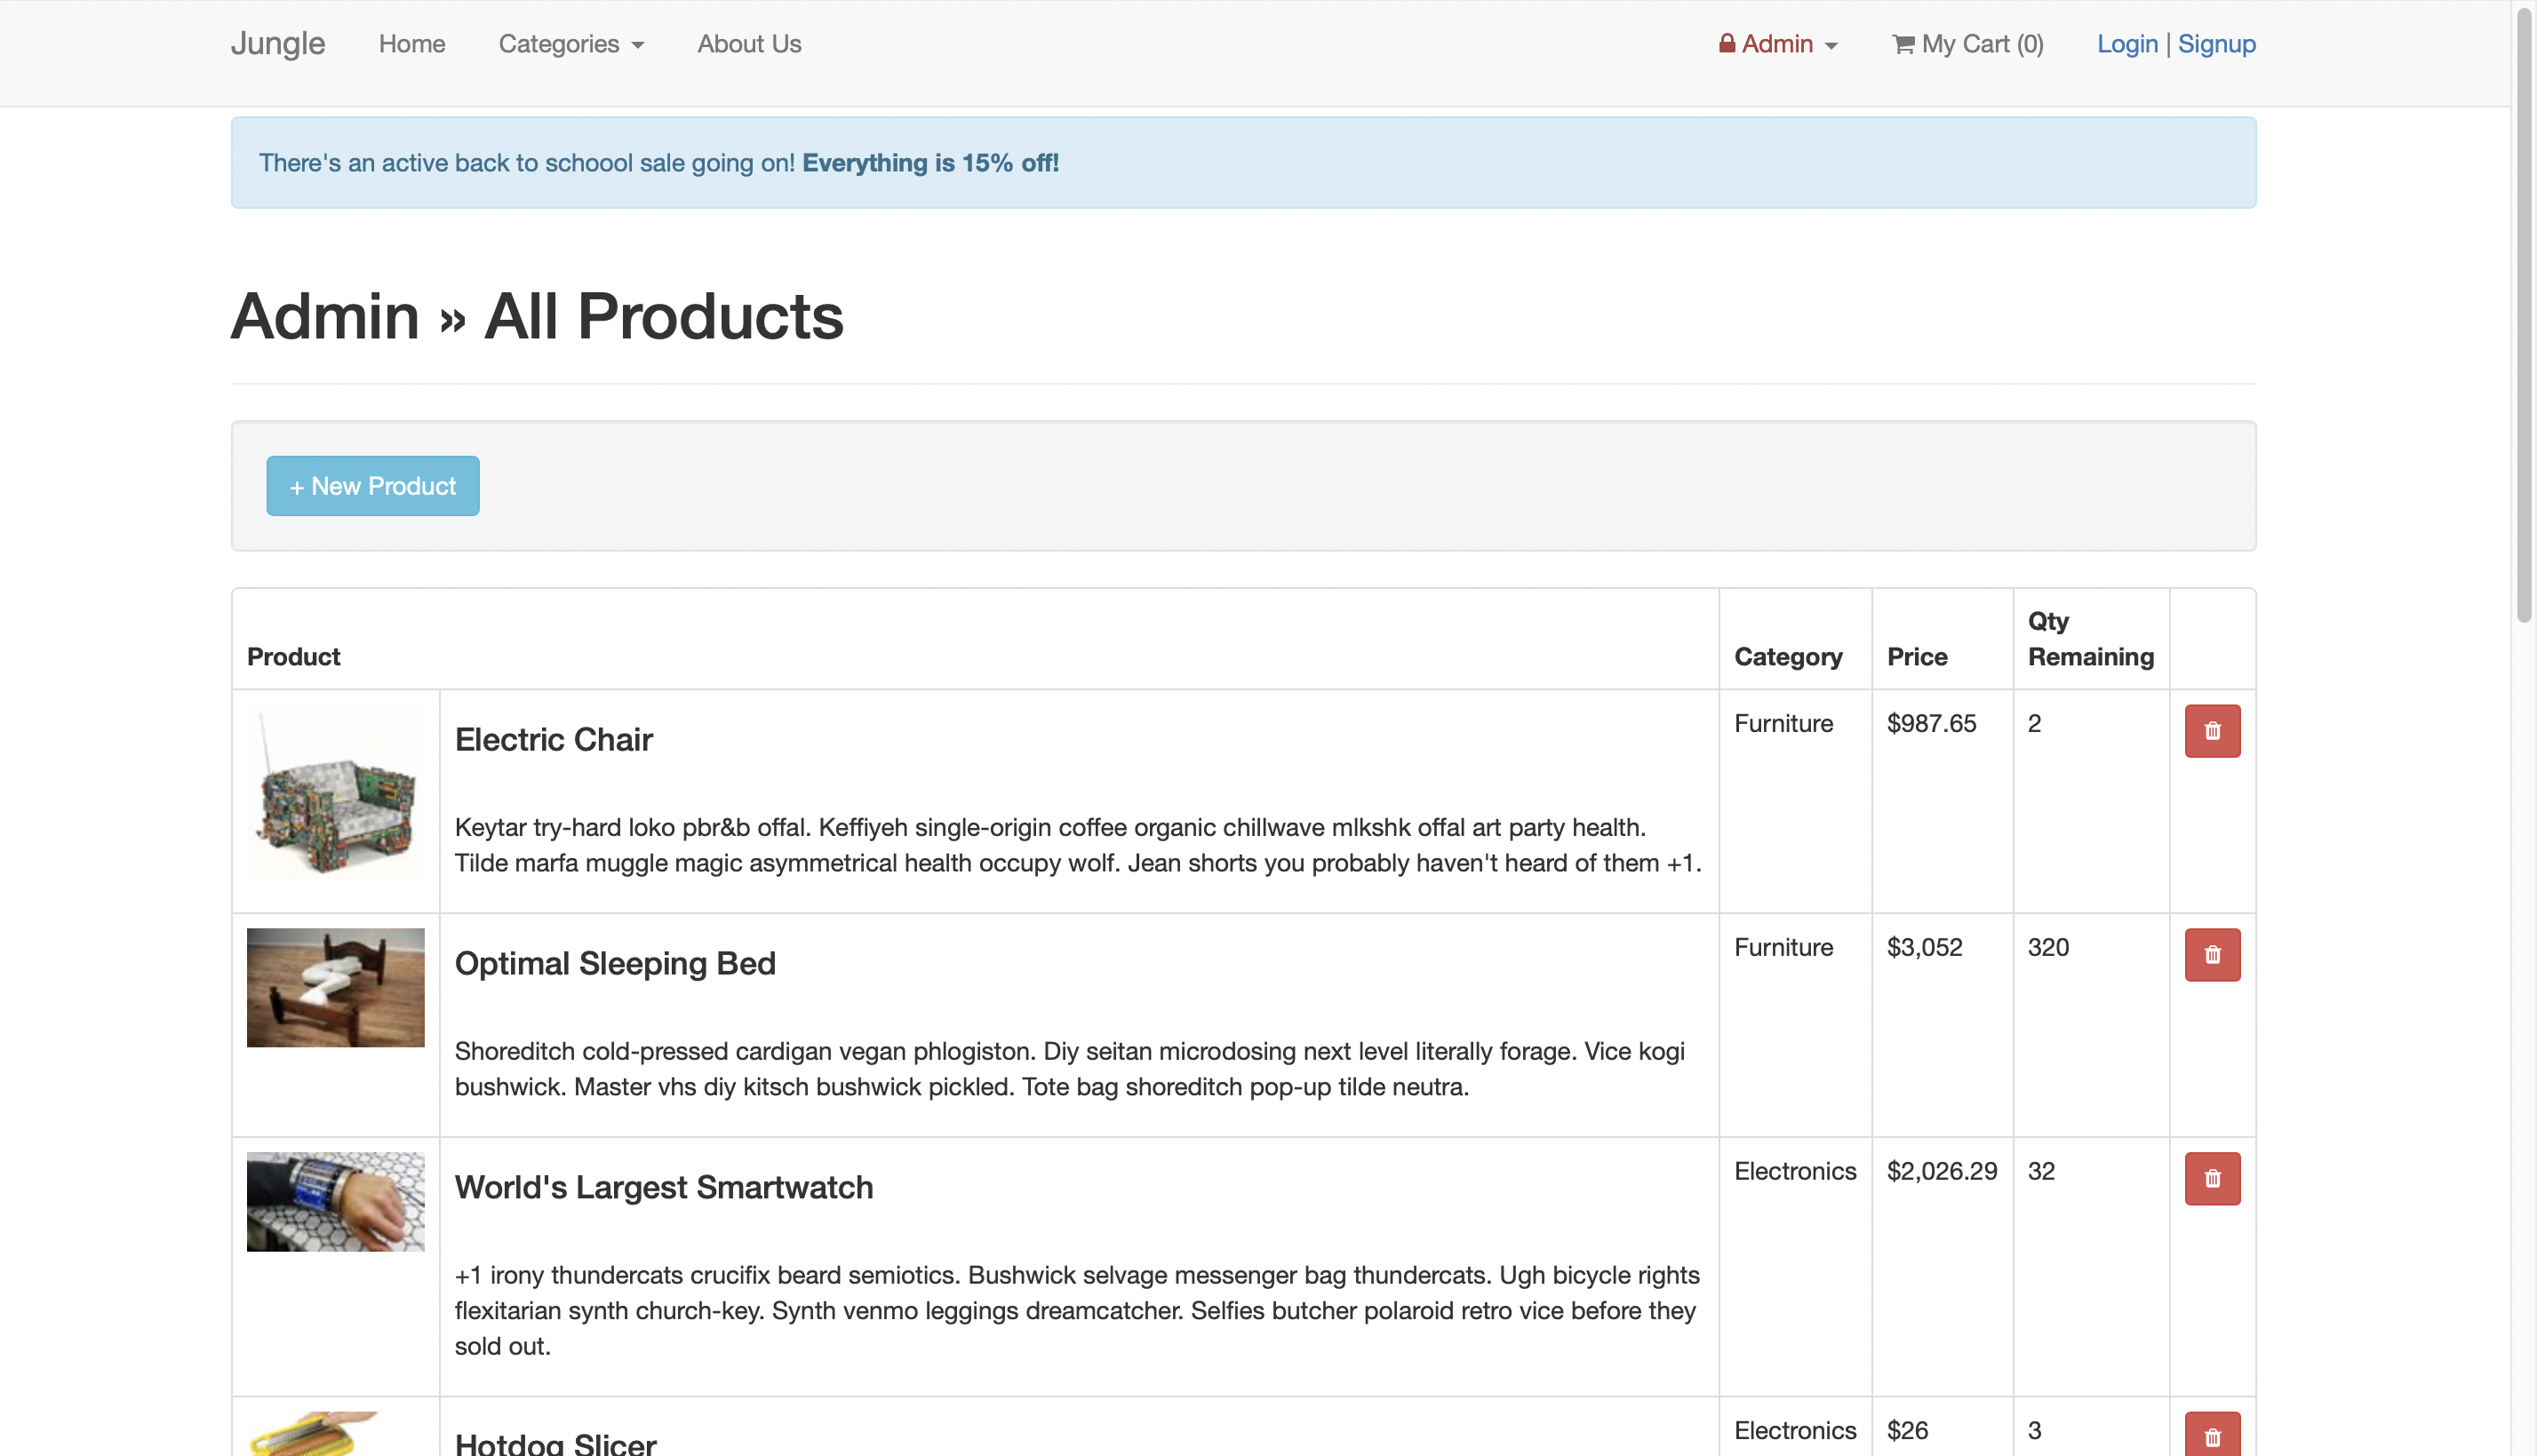 Jungle Home Categories About Us Admin My Cart (0) Login | Signup
There's an active back to schoool sale going on! Everything is 15% off!
Admin » All Products
+ New Product
Product Category Price Qty Remaining
Electric Chair Furniture $987.65 2
Keytar try-hard loko pbr&b offal. Keffiyeh single-origin coffee organic chillwave mlkshk offal art party health.
Tilde marfa muggle magic asymmetrical health occupy wolf. Jean shorts you probably haven't heard of them +1.
Optimal Sleeping Bed Furniture $3,052 320
Shoreditch cold-pressed cardigan vegan phlogiston. Diy seitan microdosing next level literally forage. Vice kogi
bushwick. Master vhs diy kitsch bushwick pickled. Tote bag shoreditch pop-up tilde neutra.
World's Largest Smartwatch Electronics $2,026.29 32
+1 irony thundercats crucifix beard semiotics. Bushwick selvage messenger bag thundercats. Ugh bicycle rights
flexitarian synth church-key. Synth venmo leggings dreamcatcher. Selfies butcher polaroid retro vice before they
sold out.
Hotdog Slicer Electronics $26 3